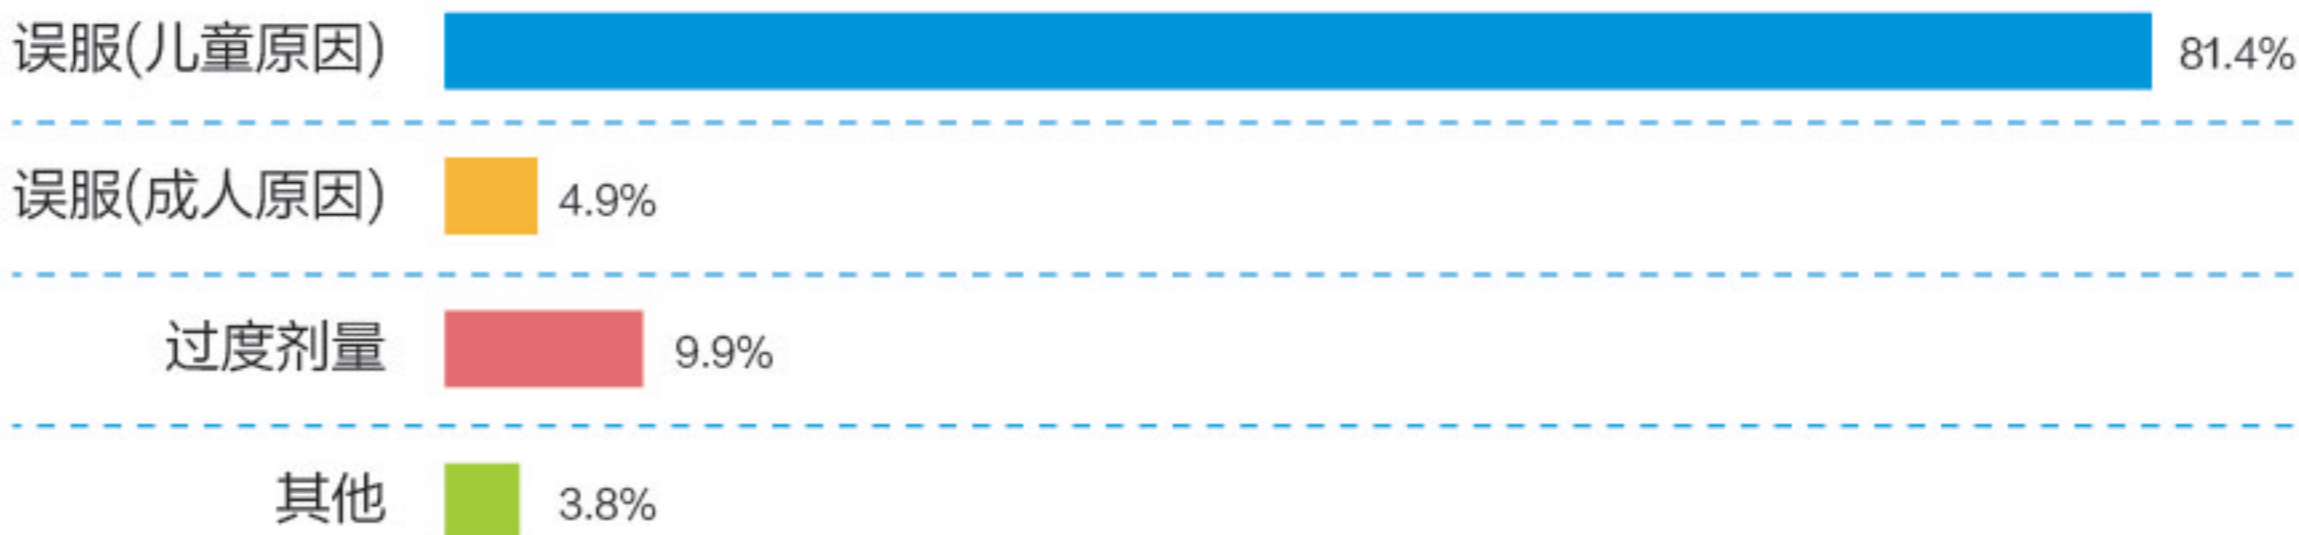 误服(儿童原因) 81.4%
误服(成人原因) 4.9%
过度剂量 9.9%
其他 3.8%